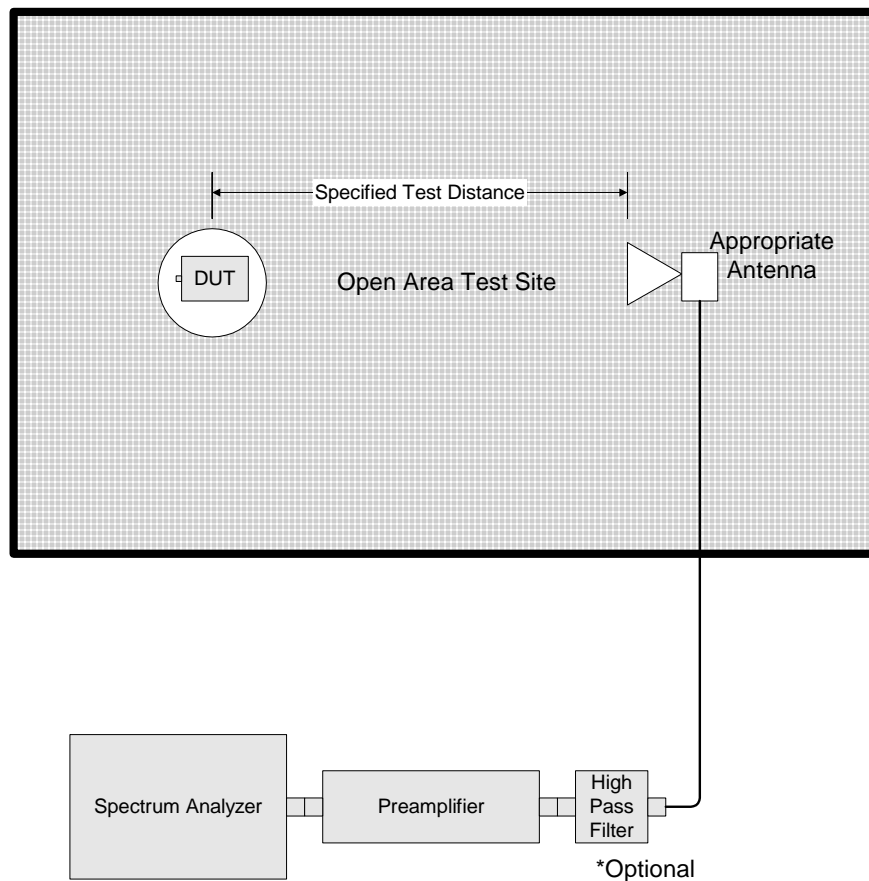 Specified Test Distance
Appropriate
Antenna
DUT
Open Area Test Site
Spectrum Analyzer
Preamplifier
High
Pass
Filter
*Optional